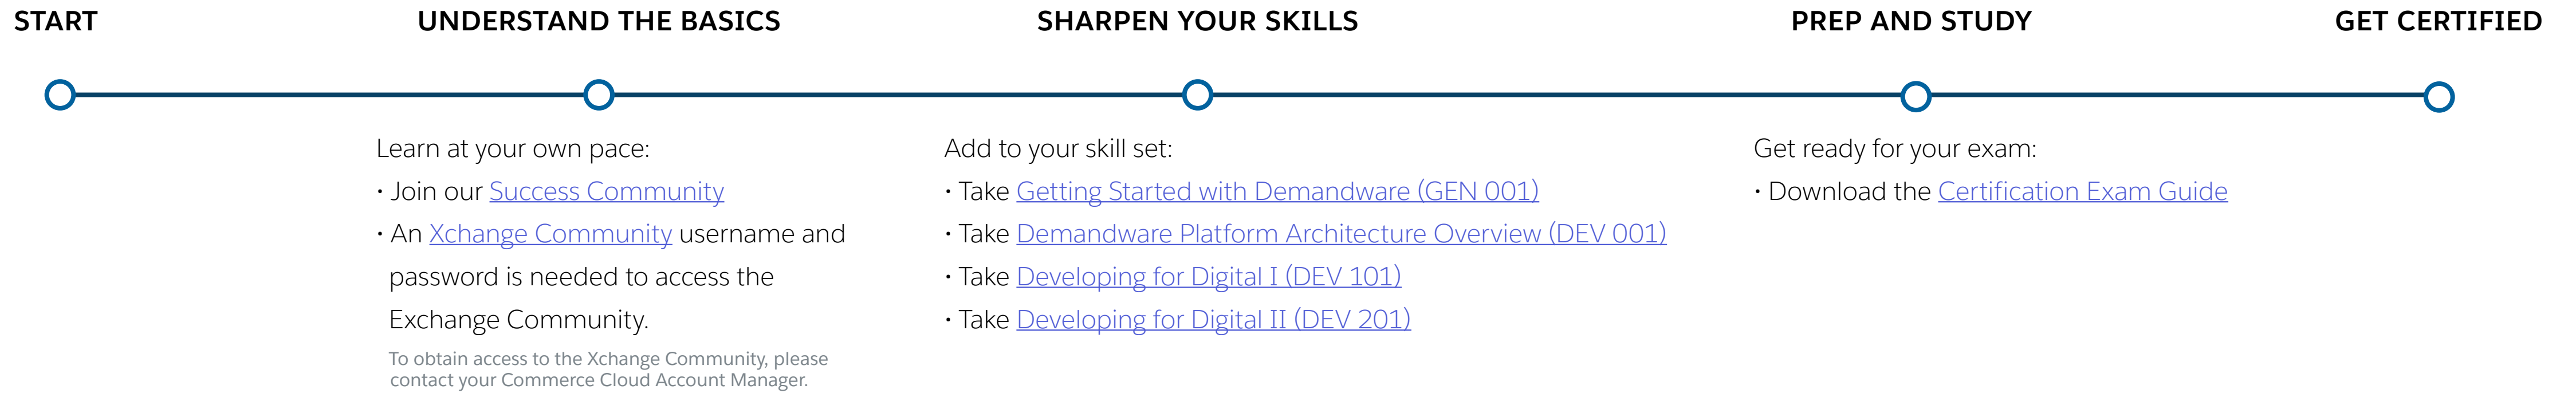 START
UNDERSTAND THE BASICS
SHARPEN YOUR SKILLS
PREP AND STUDY
GET CERTIFIED
Learn at your own pace:
• Join our Success Community
• An Xchange Community username and
password is needed to access the
Exchange Community.
To obtain access to the Xchange Community, please
contact your Commerce Cloud Account Manager.
Add to your skill set:
• Take Getting Started with Demandware (GEN 001)
• Take Demandware Platform Architecture Overview (DEV 001)
• Take Developing for Digital I (DEV 101)
• Take Developing for Digital II (DEV 201)
Get ready for your exam:
• Download the Certification Exam Guide